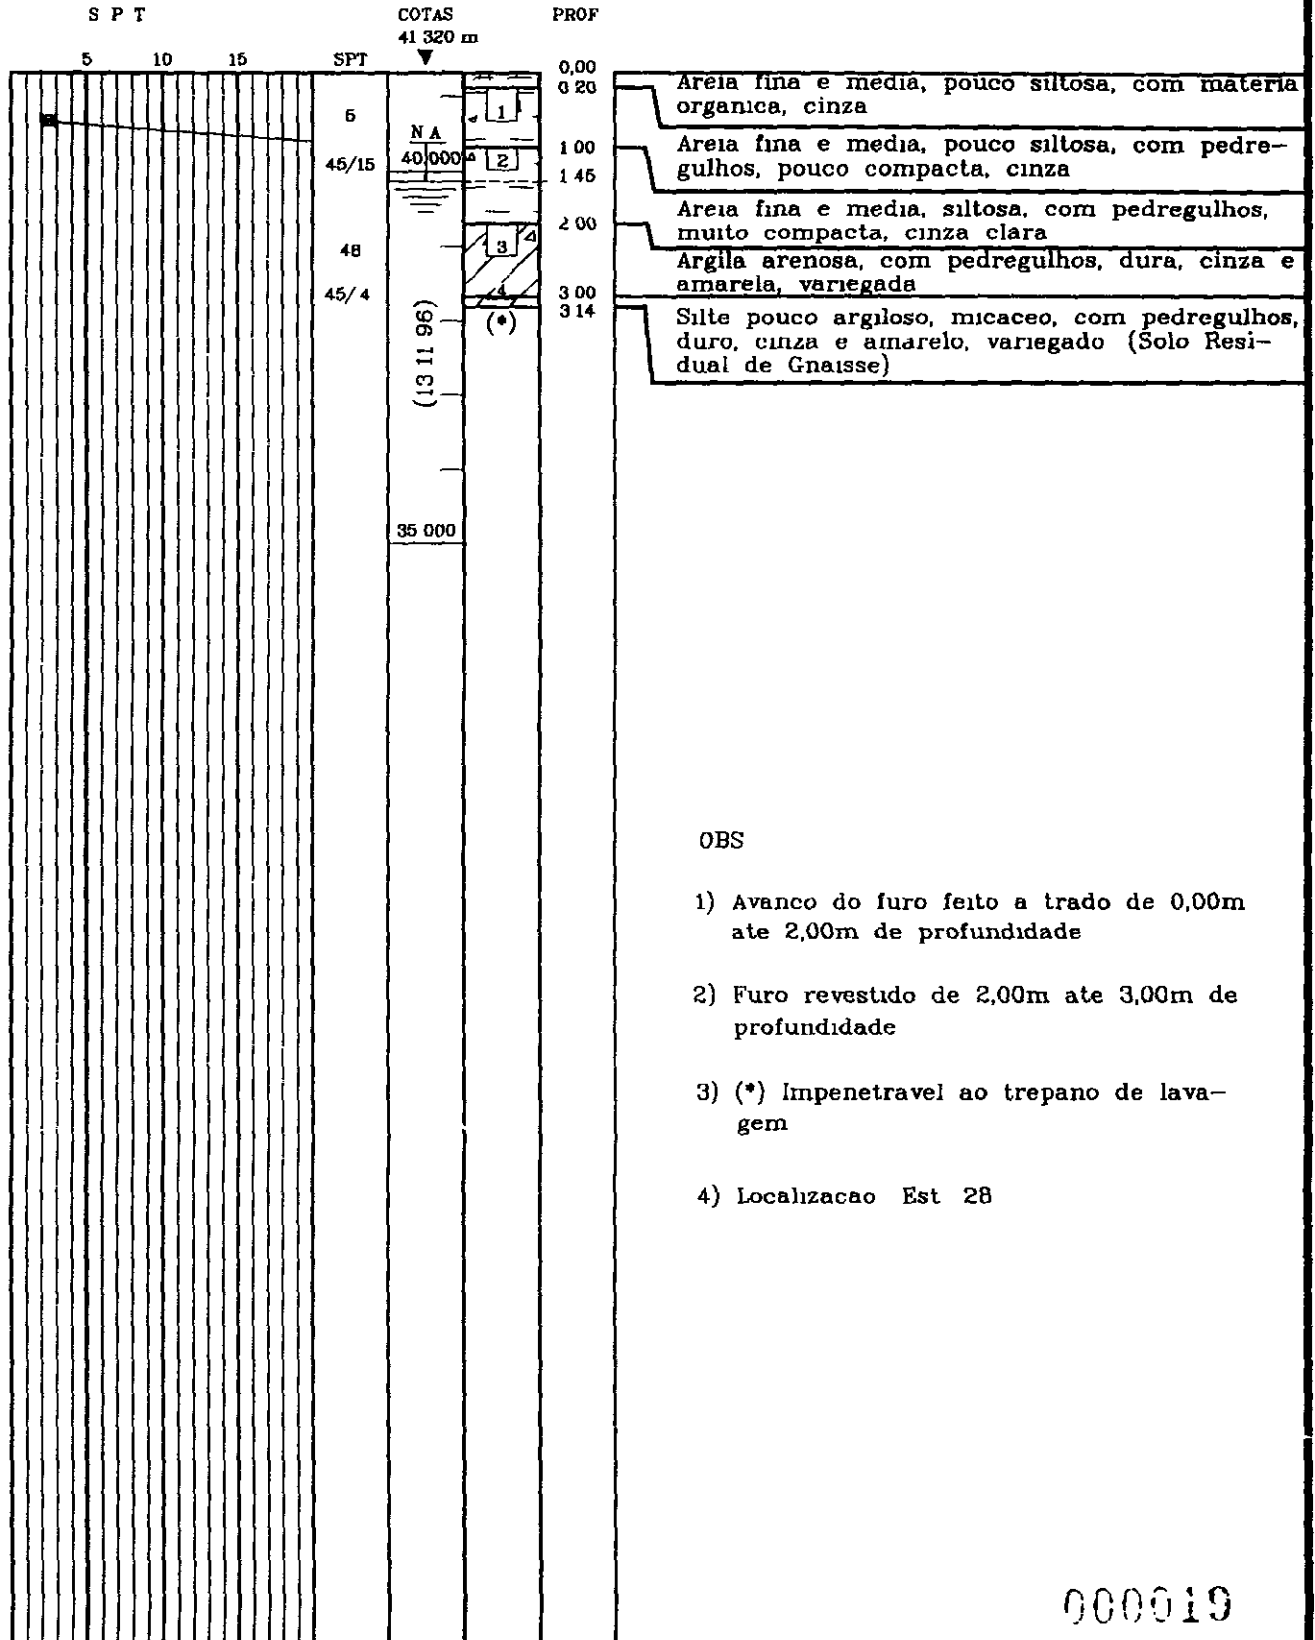 S P T COTAS PROF
41 320 m
5 10 15 SPT
0,00
0 20
Areia fina e media, pouco siltosa, com materia
organica, cinza
1
N A
45/15 40,000 2
1 00
1 45
Areia fina e media, pouco siltosa, com pedre-
gulhos, pouco compacta, cinza
2 00
Areia fina e media, siltosa, com pedregulhos,
muito compacta, cinza clara
48 3
Argila arenosa, com pedregulhos, dura, cinza e
amarela, variegada
45/ 4 4 3 00
(*) 3 14
Silte pouco argiloso, micaceo, com pedregulhos,
duro, cinza e amarelo, variegado (Solo Resi-
dual de Gnaisse)
(13 11 96)
35 000
OBS
1) Avanco do furo feito a trado de 0,00m
ate 2,00m de profundidade
2) Furo revestido de 2,00m ate 3,00m de
profundidade
3) (*) Impenetravel ao trepano de lava-
gem
4) Localizacao Est 28
000019